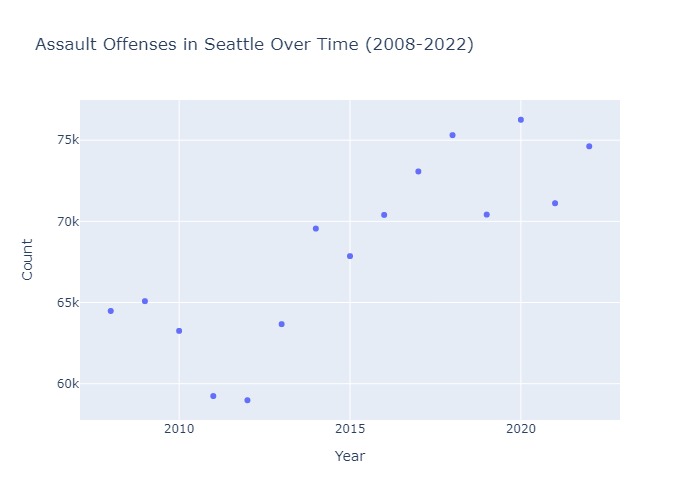 Assault Offenses in Seattle Over Time (2008-2022)
75k
70k
65k
60k
Count
2010 2015 2020
Year